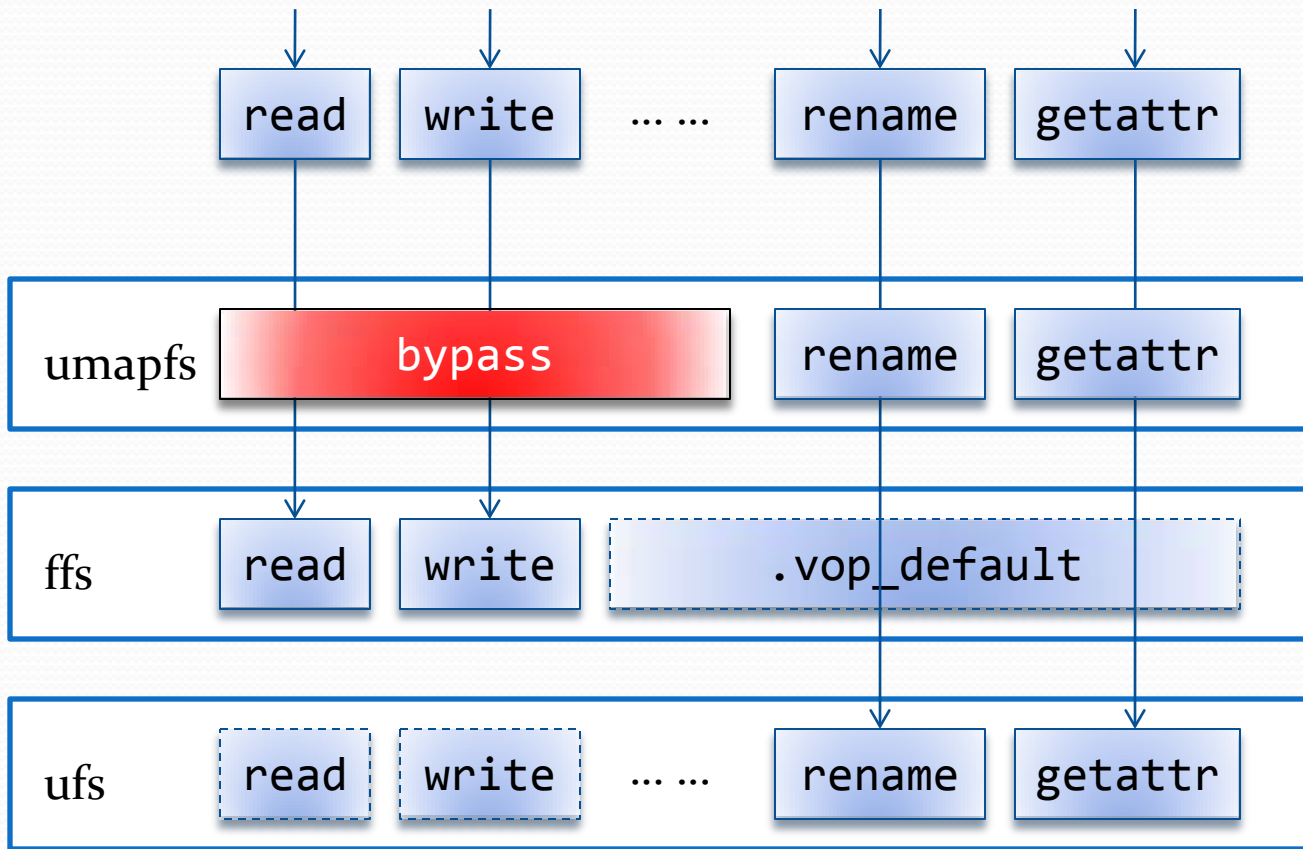 read write ... ... rename getattr
umapfs bypass rename getattr
ffs read write .vop_default
ufs read write ... ... rename getattr